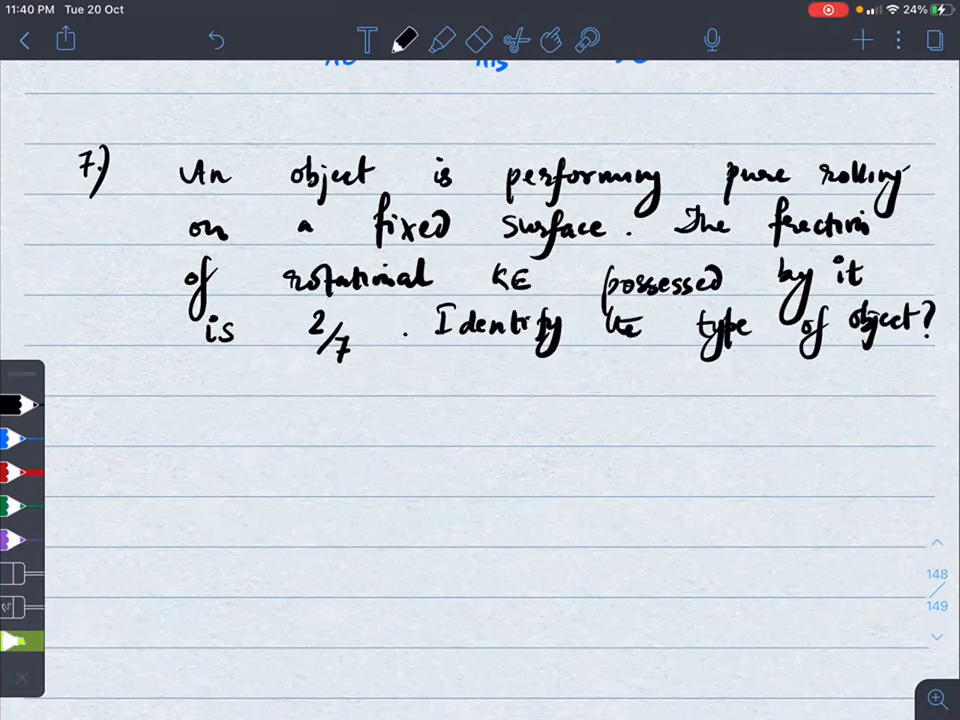 11:40 PM Tue 20 Oct 24%
T
7.) An object is performing pure rolling
on a fixed surface. The fraction
of rotational KE possessed by it
is 2/7. Identify the type of object?
148
149